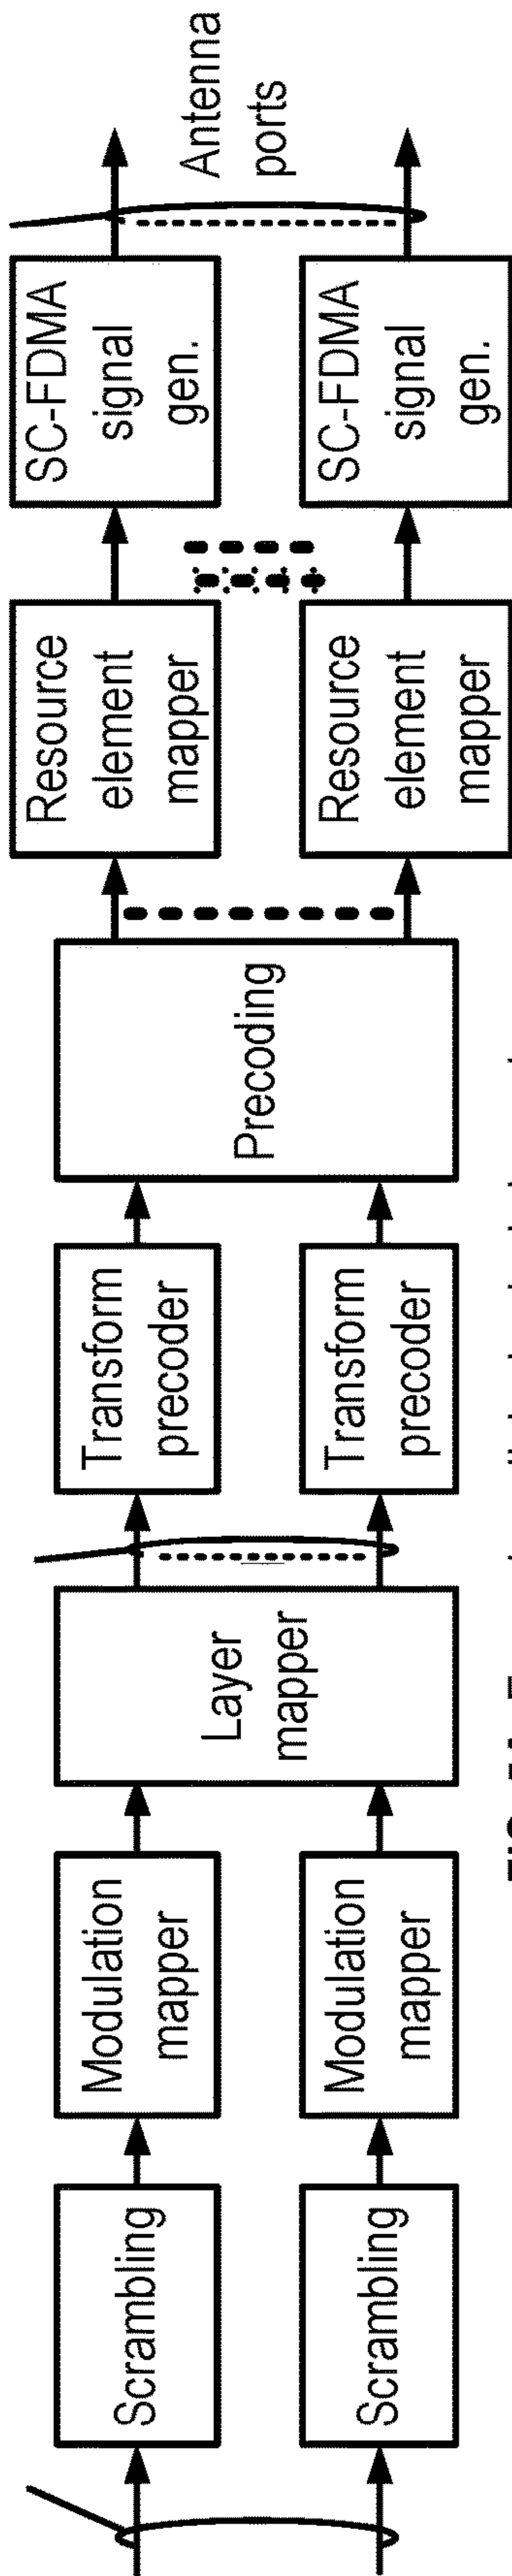 Scrambling
Scrambling
Modulation
mapper
Modulation
mapper
Layer
mapper
Transform
precoder
Transform
precoder
Precoding
Resource
element
mapper
Resource
element
mapper
SC-FDMA
signal
gen.
SC-FDMA
signal
gen.
Antenna
ports